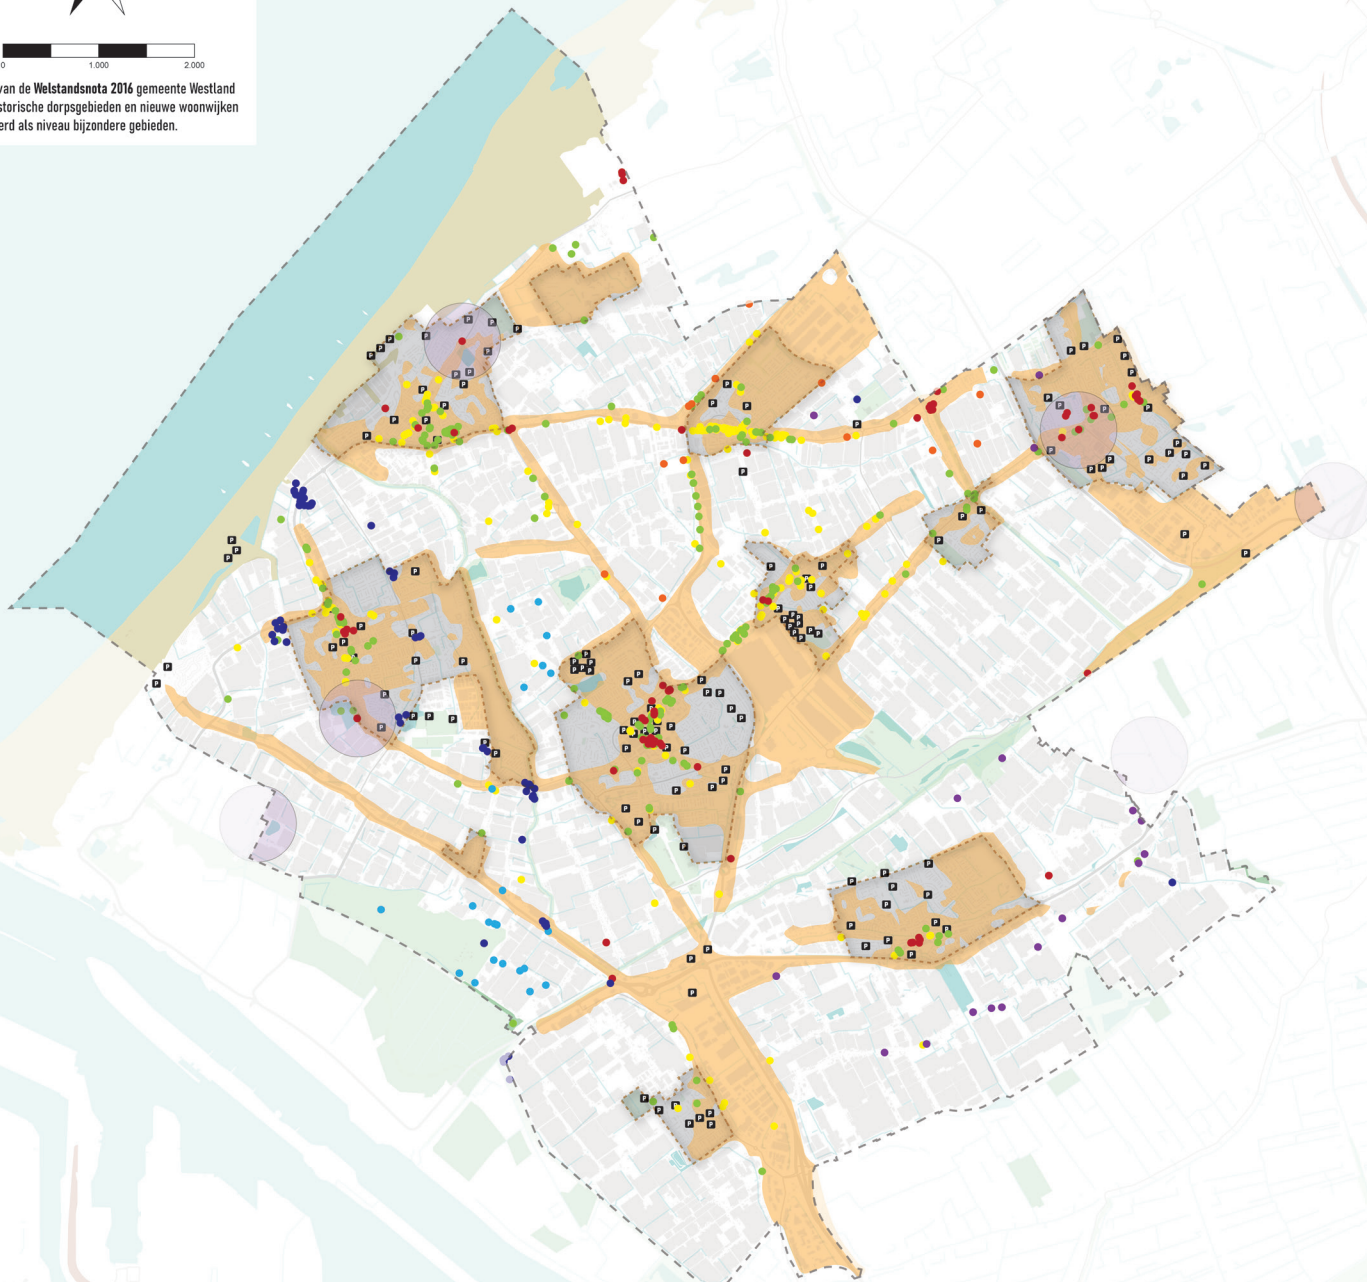 0 1.000 2.000
van de Welstandsnota 2016 gemeente Westland
storische dorpsgebieden en nieuwe woonwijken
erd als niveau bijzondere gebieden.
P